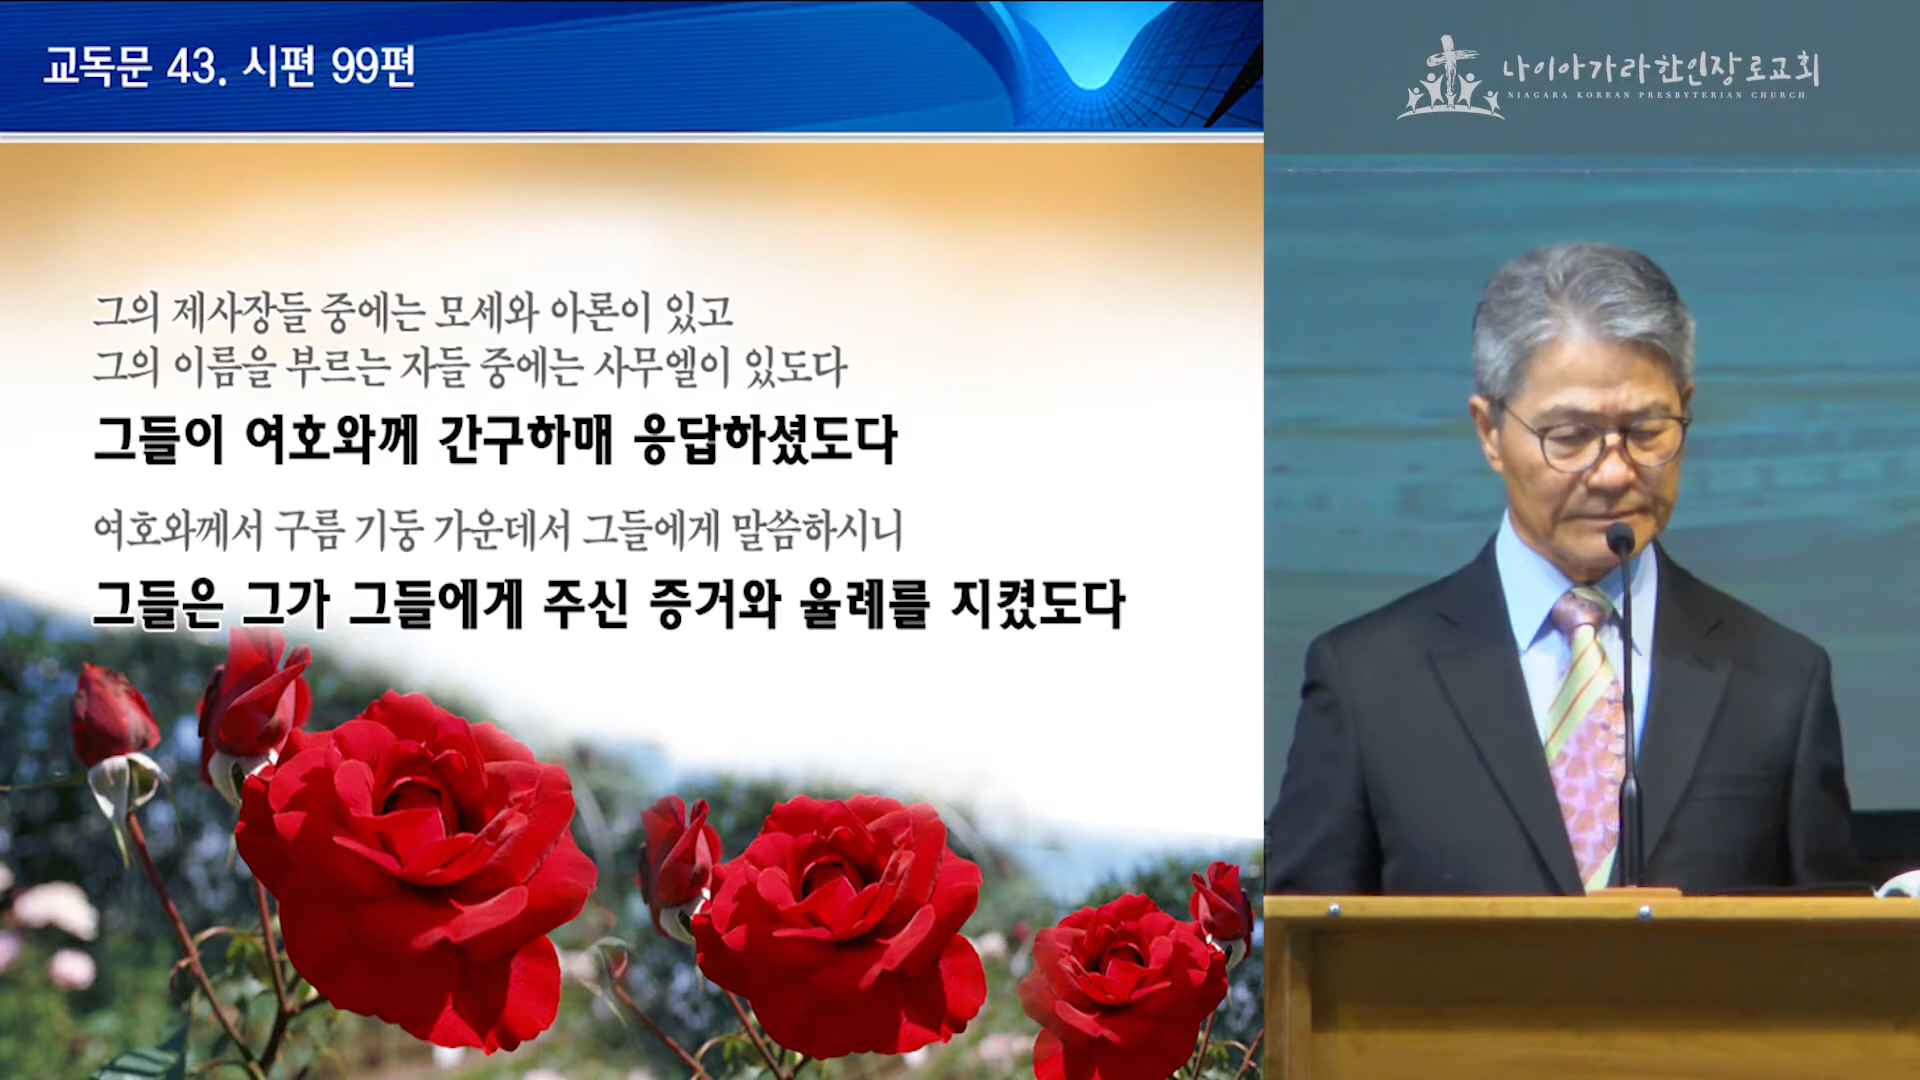 교독문 43. 시편 99편
나이아가라한인장로교회
NIAGARA KOREAN PRESBYTERIAN CHURCH
그의 제사장들 중에는 모세와 아론이 있고
그의 이름을 부르는 자들 중에는 사무엘이 있도다
그들이 여호와께 간구하매 응답하셨도다
여호와께서 구름 기둥 가운데서 그들에게 말씀하시니
그들은 그가 그들에게 주신 증거와 율례를 지켰도다